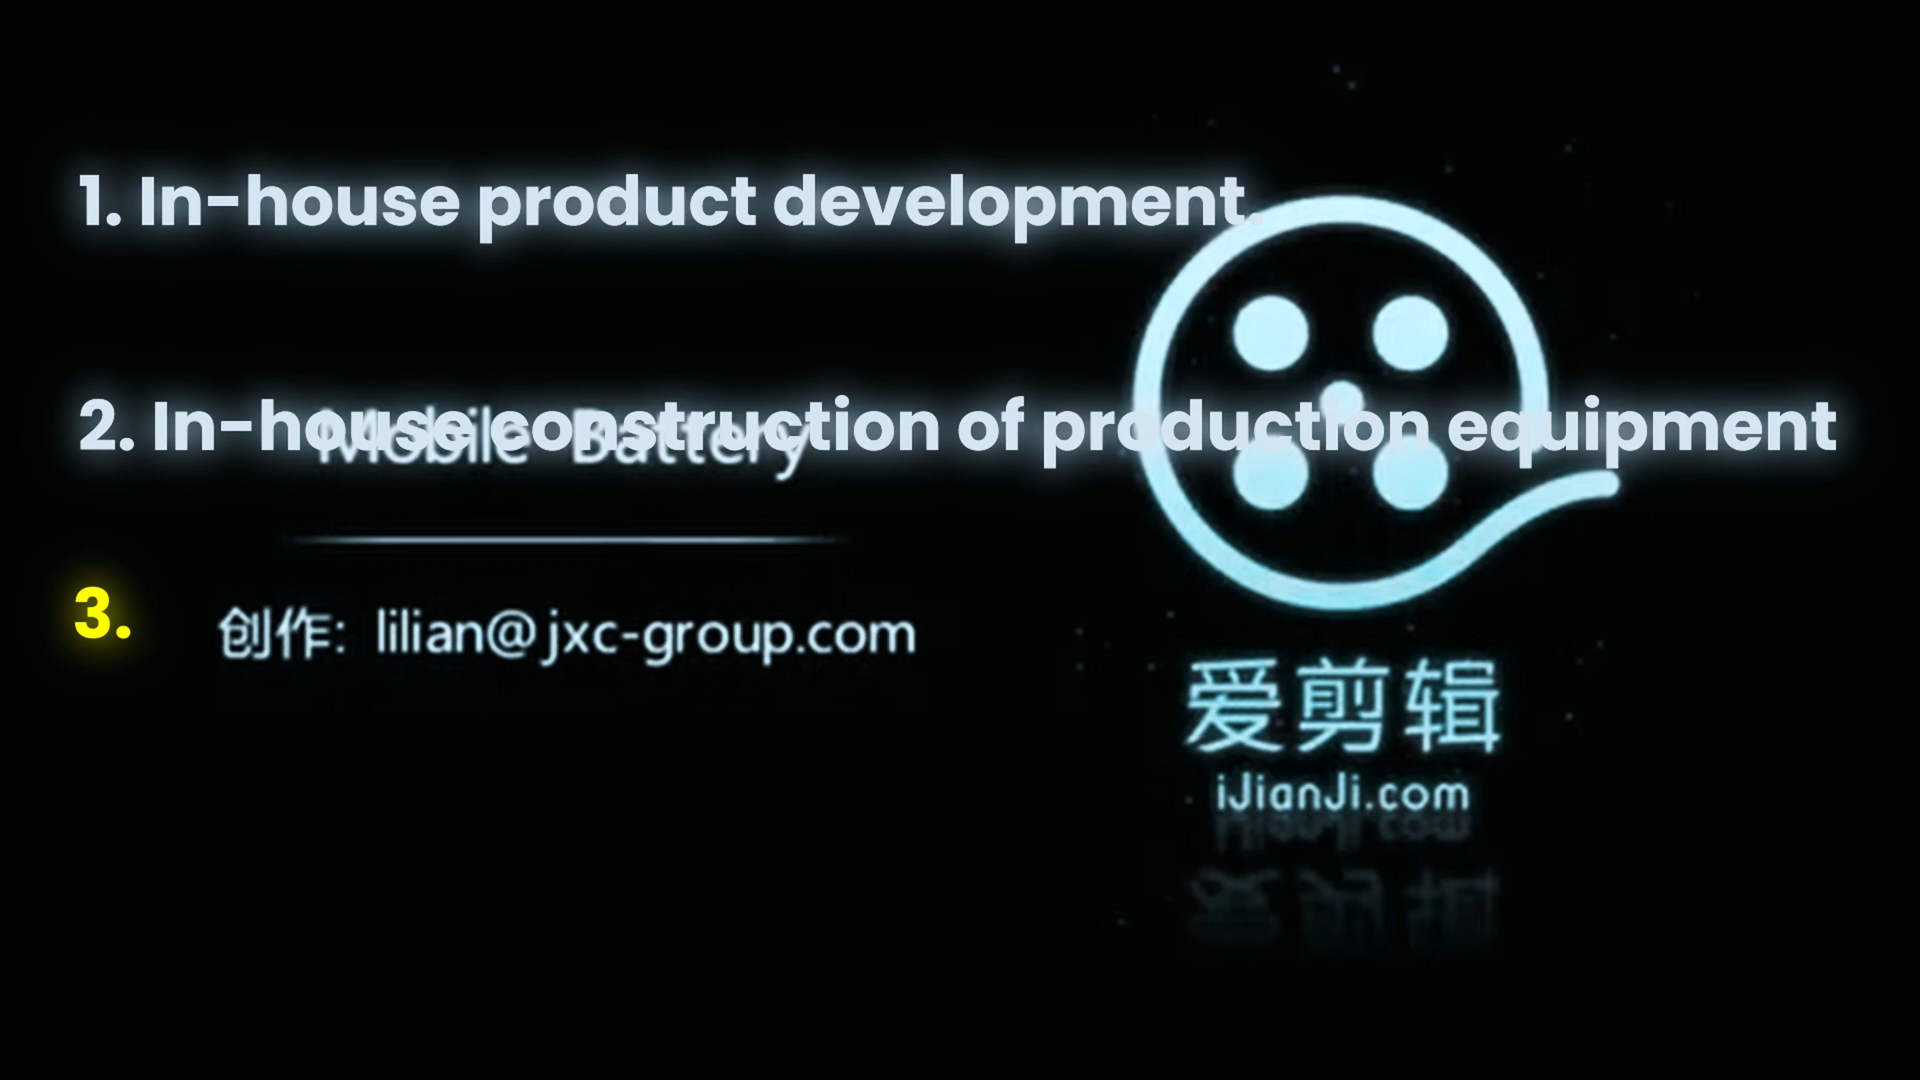 1. In-house product development.
2. In-house construction of production equipment
Mobile Battery
3.
创作: lilian@jxc-group.com
爱剪辑
iJianJi.com